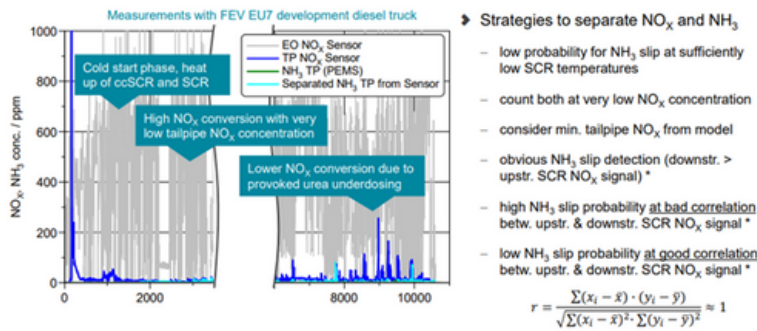 Measurements with FEV EU7 development diesel truck
1000
800
600
400
200
0
NOX, NH3 conc. / ppm
EO NOX Sensor
TP NOX Sensor
NH3 TP (PEMS)
Separated NH3 TP from Sensor
Cold start phase, heat
up of ccSCR and SCR
High NOX conversion with very
low tailpipe NOX concentration
Lower NOX conversion due to
provoked urea underdosing
0
2000
8000
10000
Strategies to separate NOX and NH3
– low probability for NH3 slip at sufficiently
low SCR temperatures
– count both at very low NOX concentration
– consider min. tailpipe NOX from model
– obvious NH3 slip detection (downstr. >
upstr. SCR NOX signal) *
– high NH3 slip probability at bad correlation
betw. upstr. & downstr. SCR NOX signal *
– low NH3 slip probability at good correlation
betw. upstr. & downstr. SCR NOX signal *
r = ∑(xi − x̄) · (yi − ȳ) / √∑(xi − x̄)² · ∑(yi − ȳ)² ≈ 1